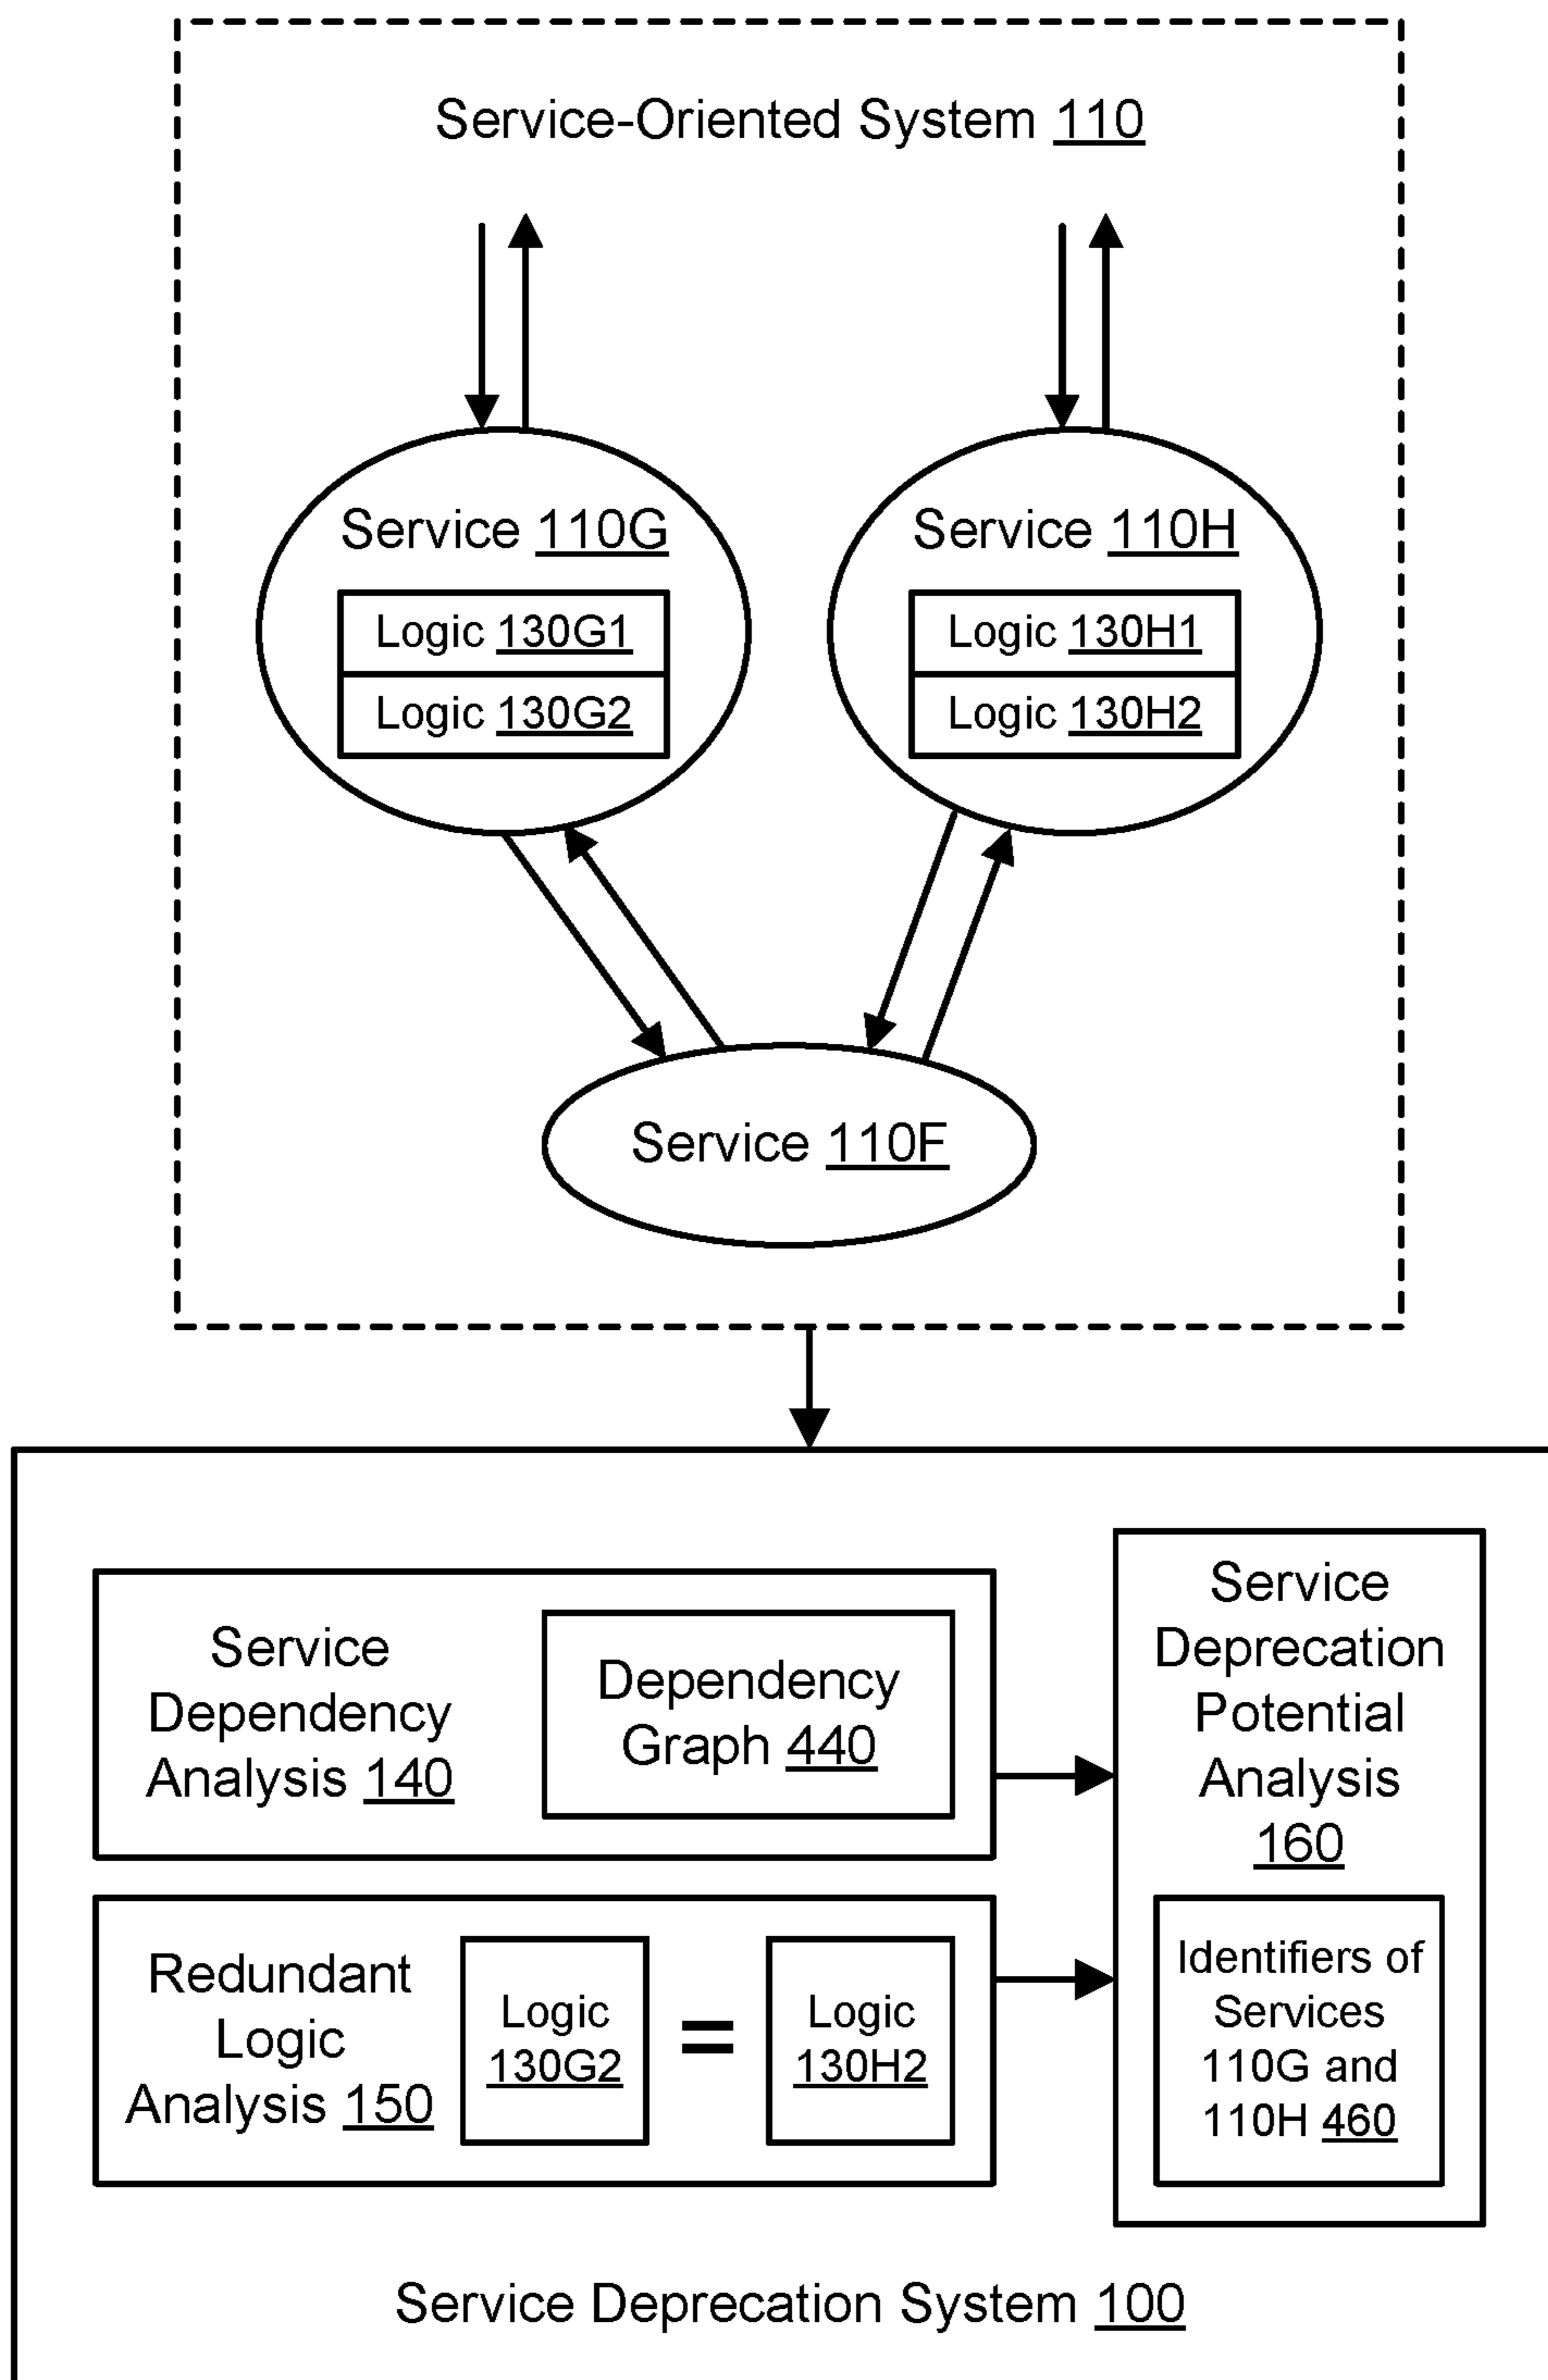 Service-Oriented System 110
Service 110G
Logic 130G1
Logic 130G2
Service 110H
Logic 130H1
Logic 130H2
Service 110F
Service
Dependency
Analysis 140
Dependency
Graph 440
Redundant
Logic
Analysis 150
Logic
130G2
=
Logic
130H2
Service
Deprecation
Potential
Analysis
160
Identifiers of
Services
110G and
110H 460
Service Deprecation System 100